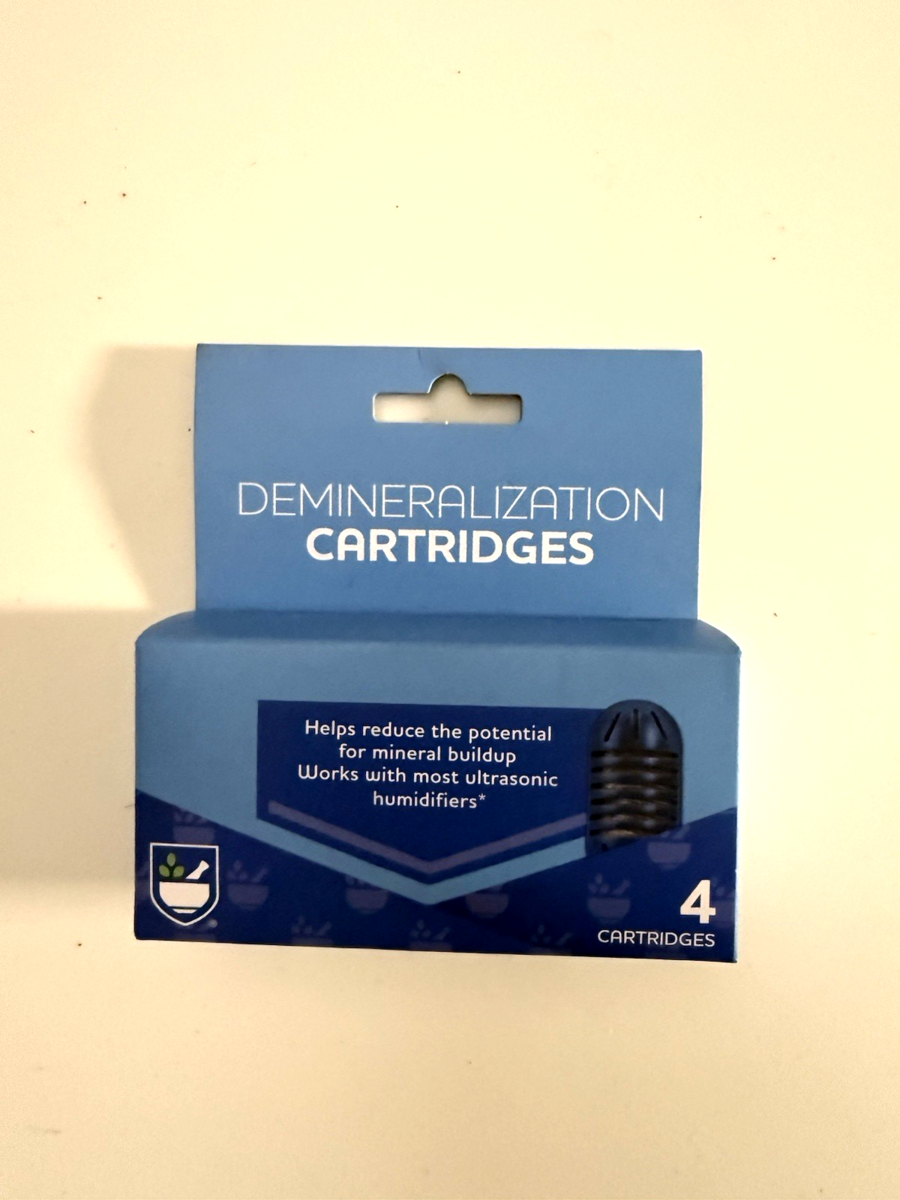 DEMINERALIZATION
CARTRIDGES
Helps reduce the potential
for mineral buildup
Works with most ultrasonic
humidifiers*
4
CARTRIDGES